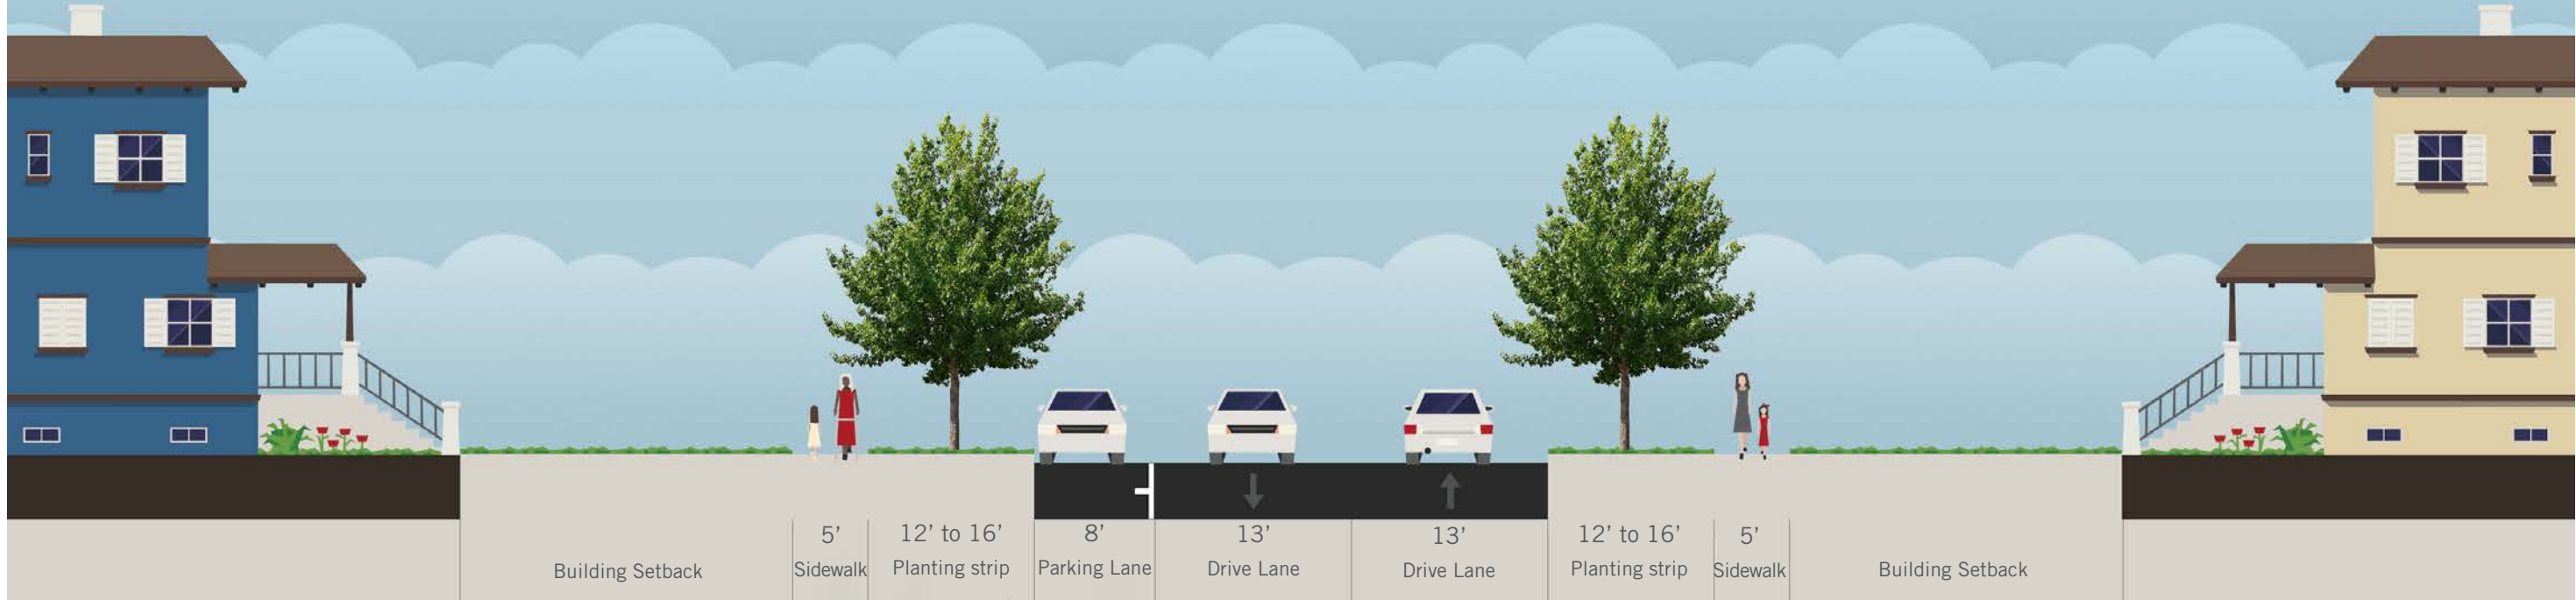 5’
12’ to 16’
8’
13’
13’
12’ to 16’
5’
Building Setback
Sidewalk
Planting strip
Parking Lane
Drive Lane
Drive Lane
Planting strip
Sidewalk
Building Setback